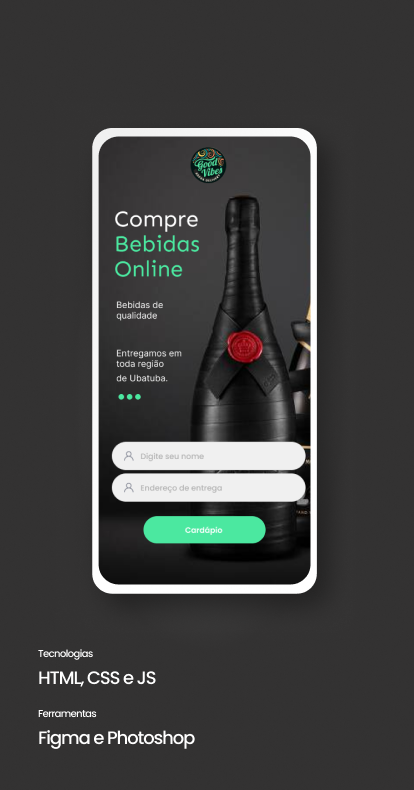 Good
Vibes
Compre
Bebidas
Online
Bebidas de
qualidade
Entregamos em
toda região
de Ubatuba.
Digite seu nome
Endereço de entrega
Cardápio
Tecnologias
HTML, CSS e JS
Ferramentas
Figma e Photoshop